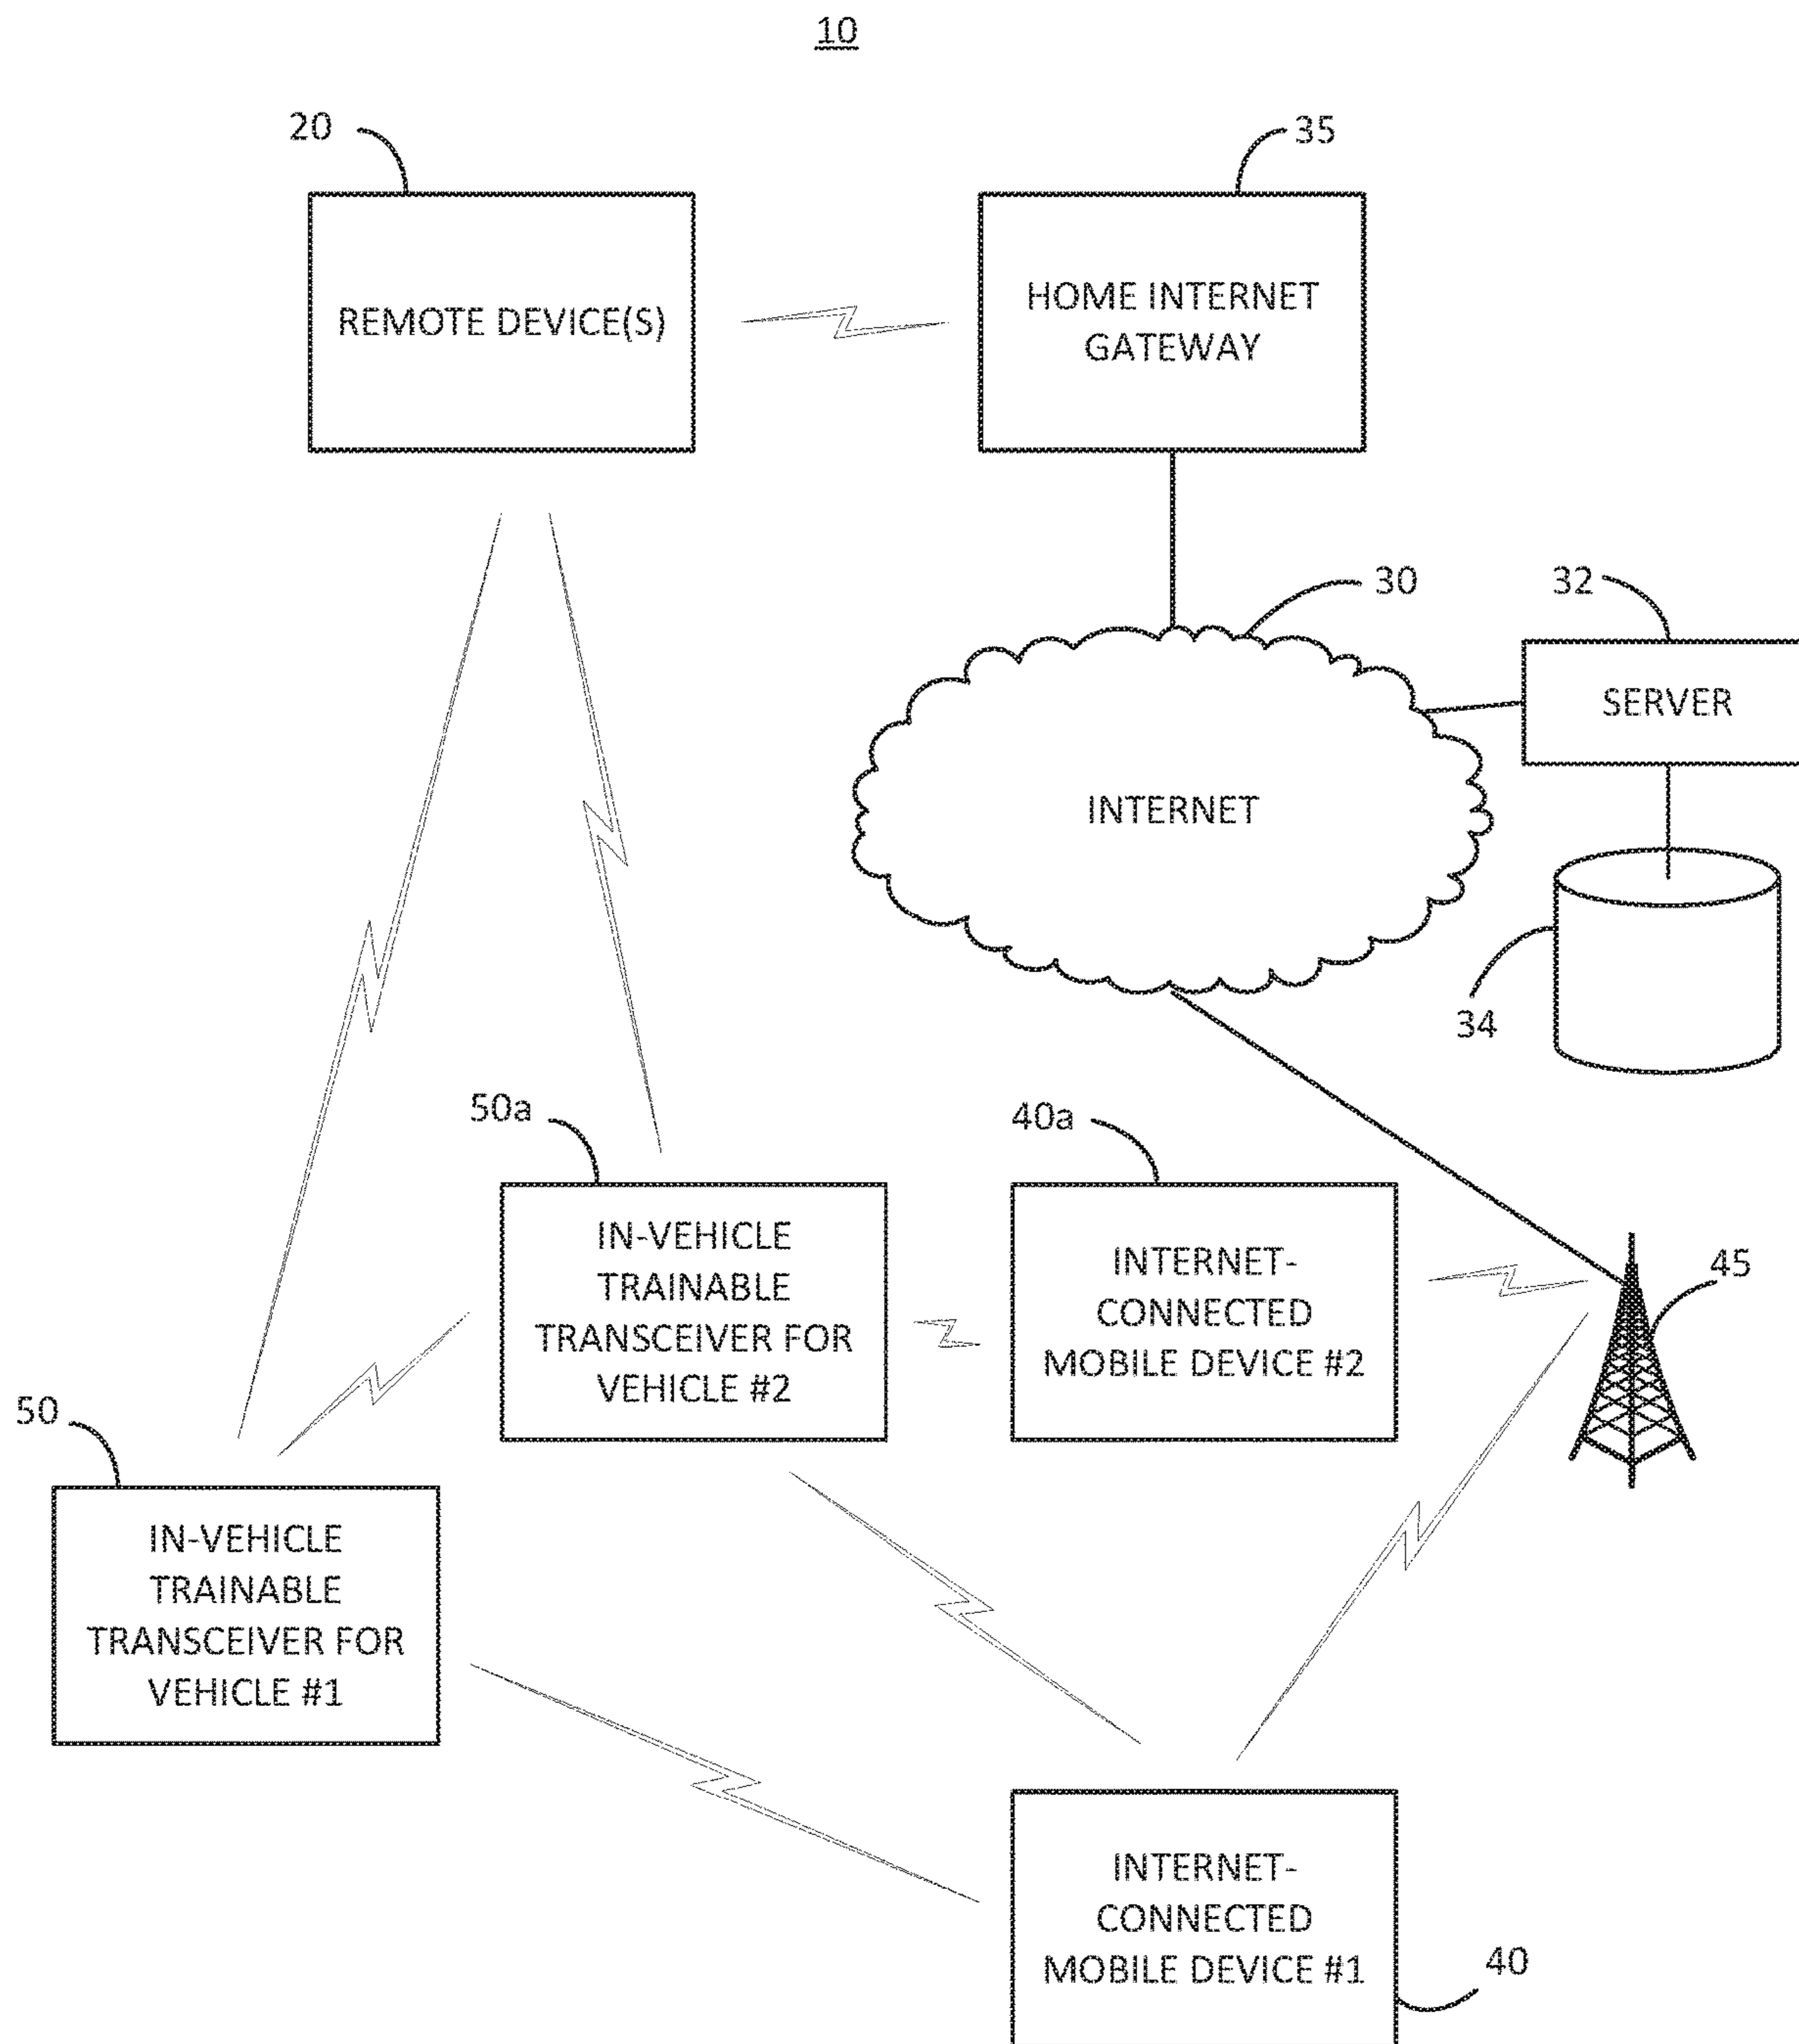 10
20
35
REMOTE DEVICE(S)
HOME INTERNET
GATEWAY
30
32
SERVER
INTERNET
34
50a
40a
IN-VEHICLE
TRAINABLE
TRANSCEIVER FOR
VEHICLE #2
INTERNET-
CONNECTED
MOBILE DEVICE #2
45
50
IN-VEHICLE
TRAINABLE
TRANSCEIVER FOR
VEHICLE #1
INTERNET-
CONNECTED
MOBILE DEVICE #1
40